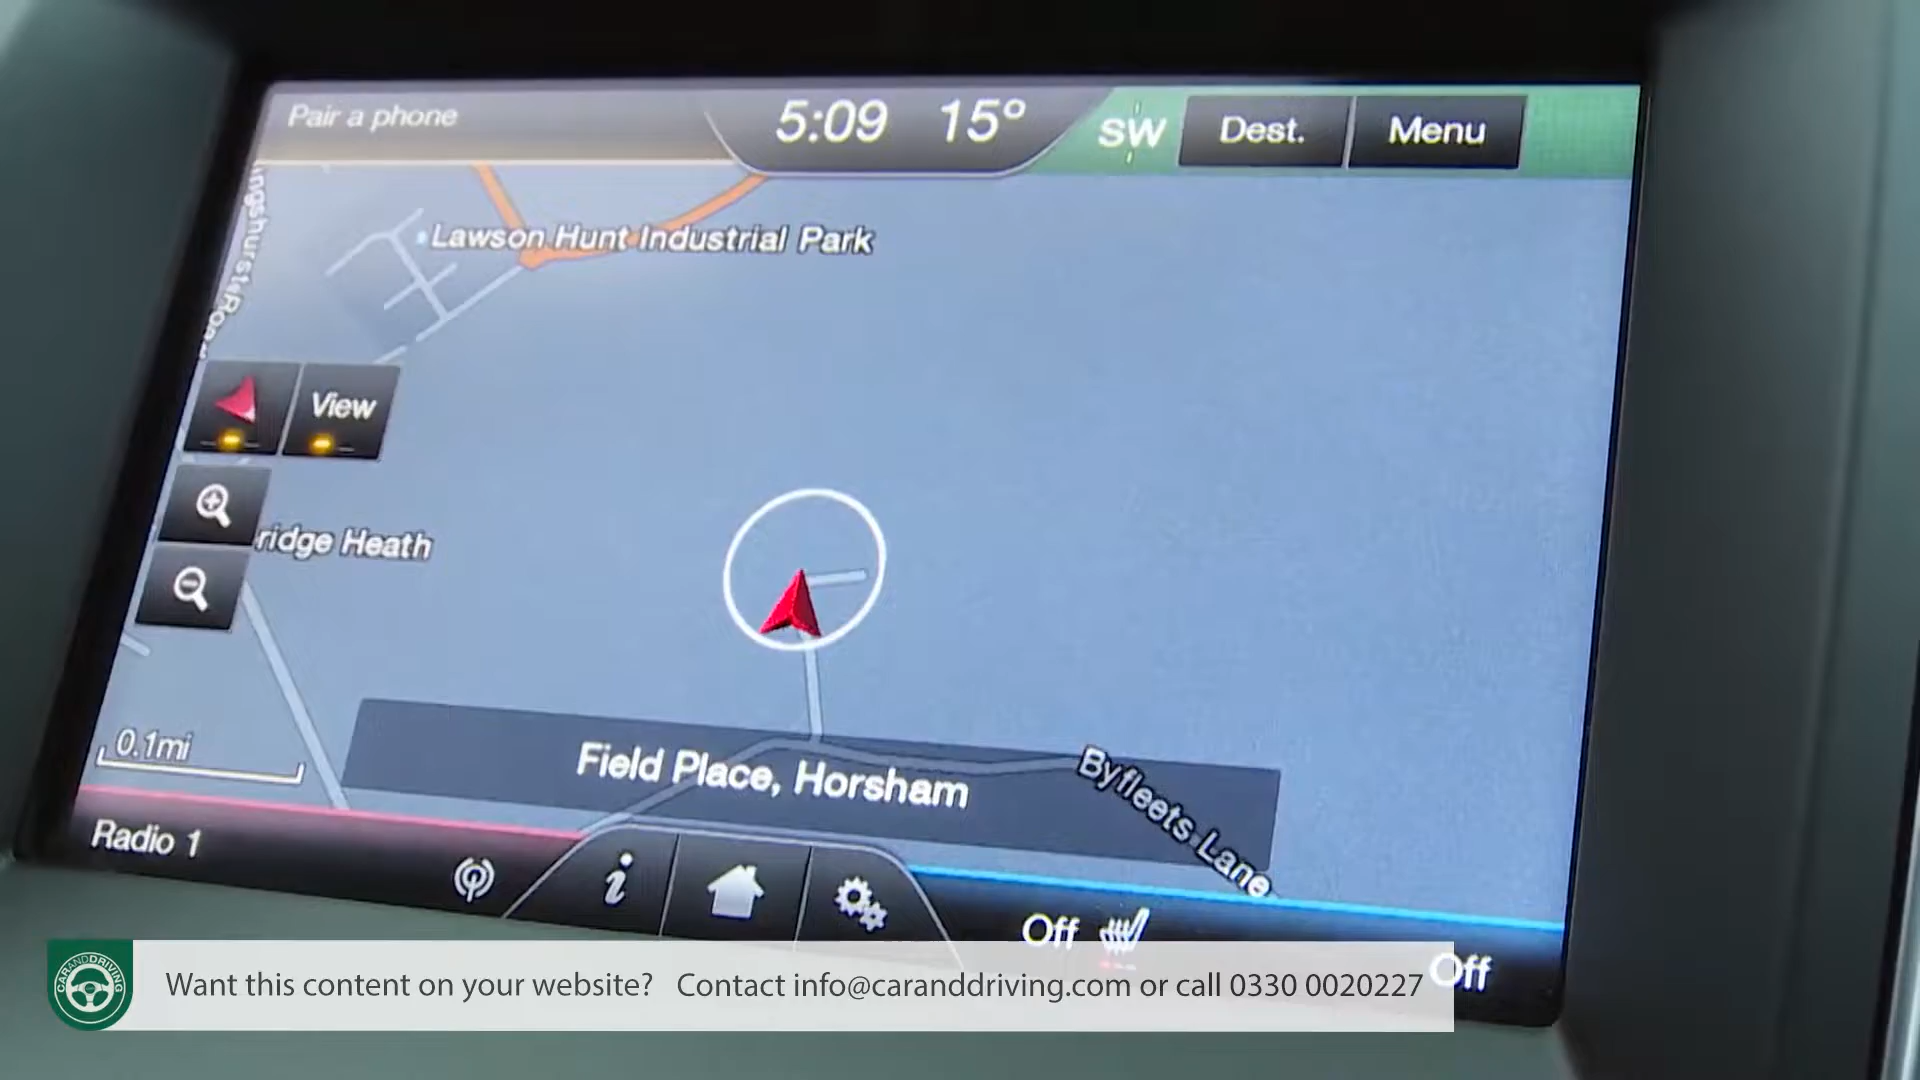 Pair a phone
5:09 15°
SW
Dest.
Menu
Lawson Hunt Industrial Park
View
ridge Heath
0.1mi
Field Place, Horsham
Byfleets Lane
Radio 1
i
Off
Off
CARANDDRIVING
Want this content on your website? Contact info@caranddriving.com or call 0330 0020227